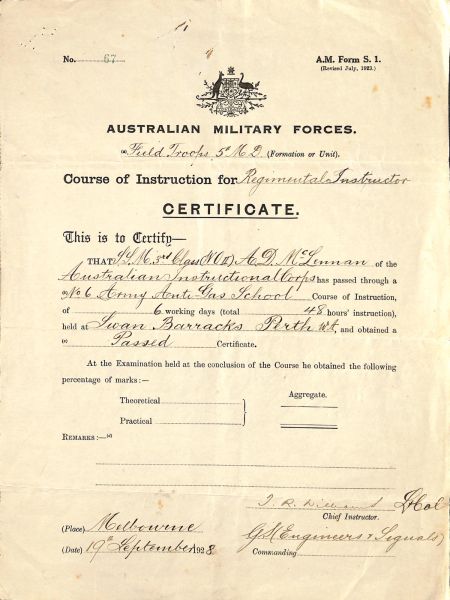 No. 67
A.M. Form S. 1.
(Revised July, 1923.)
AUSTRALIAN MILITARY FORCES.
(a) Field Troops 5th M.D. (Formation or Unit).
Course of Instruction for Regimental Instructor
CERTIFICATE.
This is to Certify—
THAT S.S.M. 3rd Class (WOII) A.D. McLennan of the
Australian Instructional Corps has passed through a
No 6 Army Anti-Gas School Course of Instruction,
of 6 working days (total 48 hours' instruction),
held at Swan Barracks Perth WA, and obtained a
Passed Certificate.
At the Examination held at the conclusion of the Course he obtained the following
percentage of marks:—
Theoretical
Aggregate.
Practical
REMARKS:—
Chief Instructor.
(Place) Melbourne
GS (Engineers & Signals)
(Date) 19th September 1928
Commanding